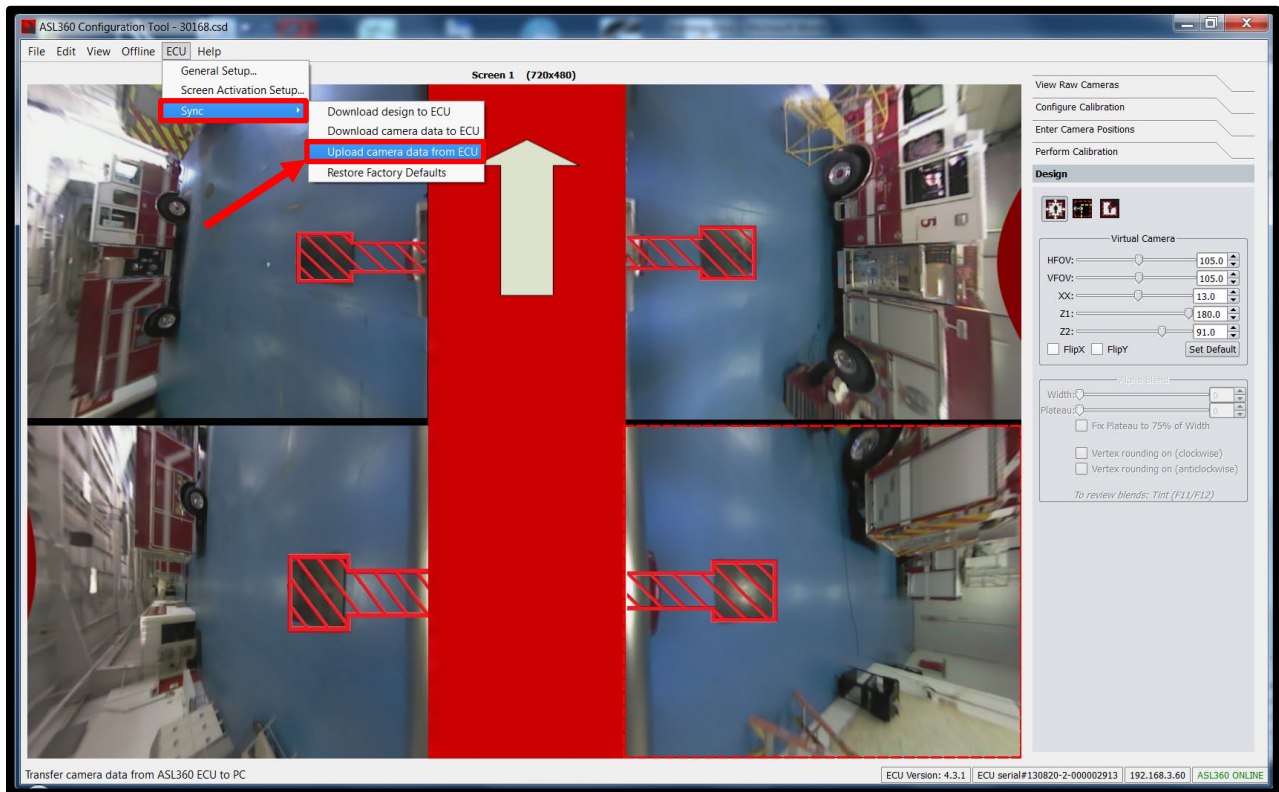 ASL360 Configuration Tool - 30168.csd
File Edit View Offline ECU Help
General Setup...
Screen Activation Setup...
Sync
Download design to ECU
Download camera data to ECU
Upload camera data from ECU
Restore Factory Defaults
Screen 1 (720x480)
5
View Raw Cameras
Configure Calibration
Enter Camera Positions
Perform Calibration
Design
Virtual Camera
HFOV: 105.0
VFOV: 105.0
XX: 13.0
Z1: 180.0
Z2: 91.0
FlipX FlipY Set Default
Alpha Blend
Width: 0
Plateau: 0
Fix Plateau to 75% of Width
Vertex rounding on (clockwise)
Vertex rounding on (anticlockwise)
To review blends: Tint (F11/F12)
Transfer camera data from ASL360 ECU to PC
ECU Version: 4.3.1 ECU serial#130820-2-000002913 192.168.3.60 ASL360 ONLINE